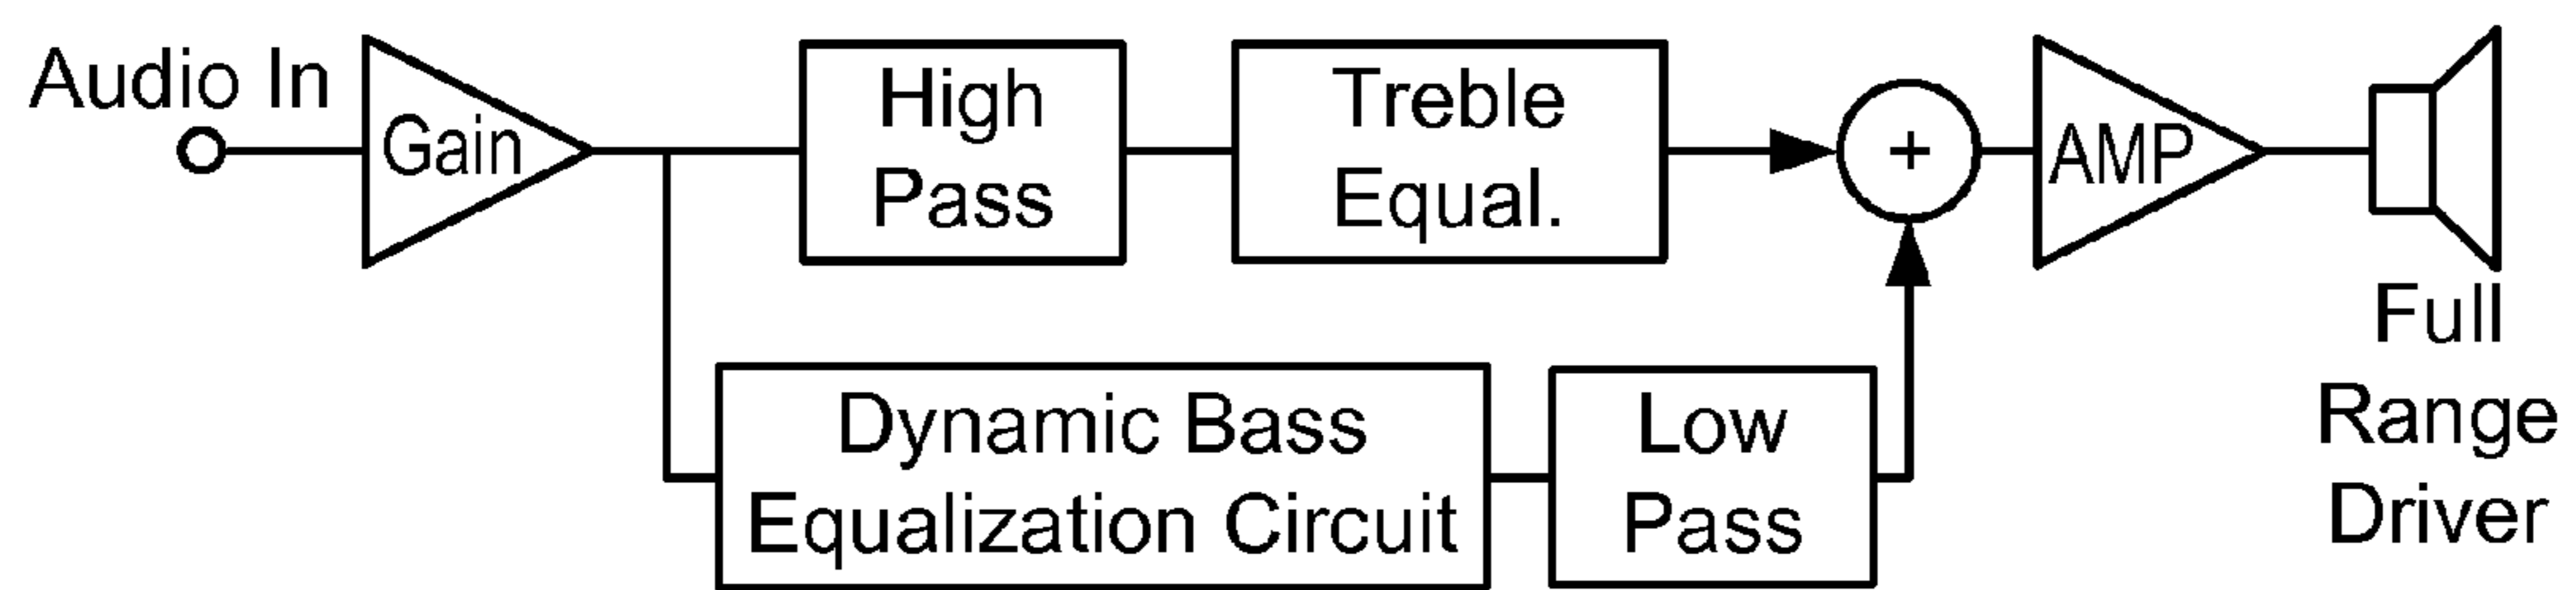 Audio In
Gain
High
Pass
Treble
Equal.
+
AMP
Full
Range
Driver
Dynamic Bass
Equalization Circuit
Low
Pass